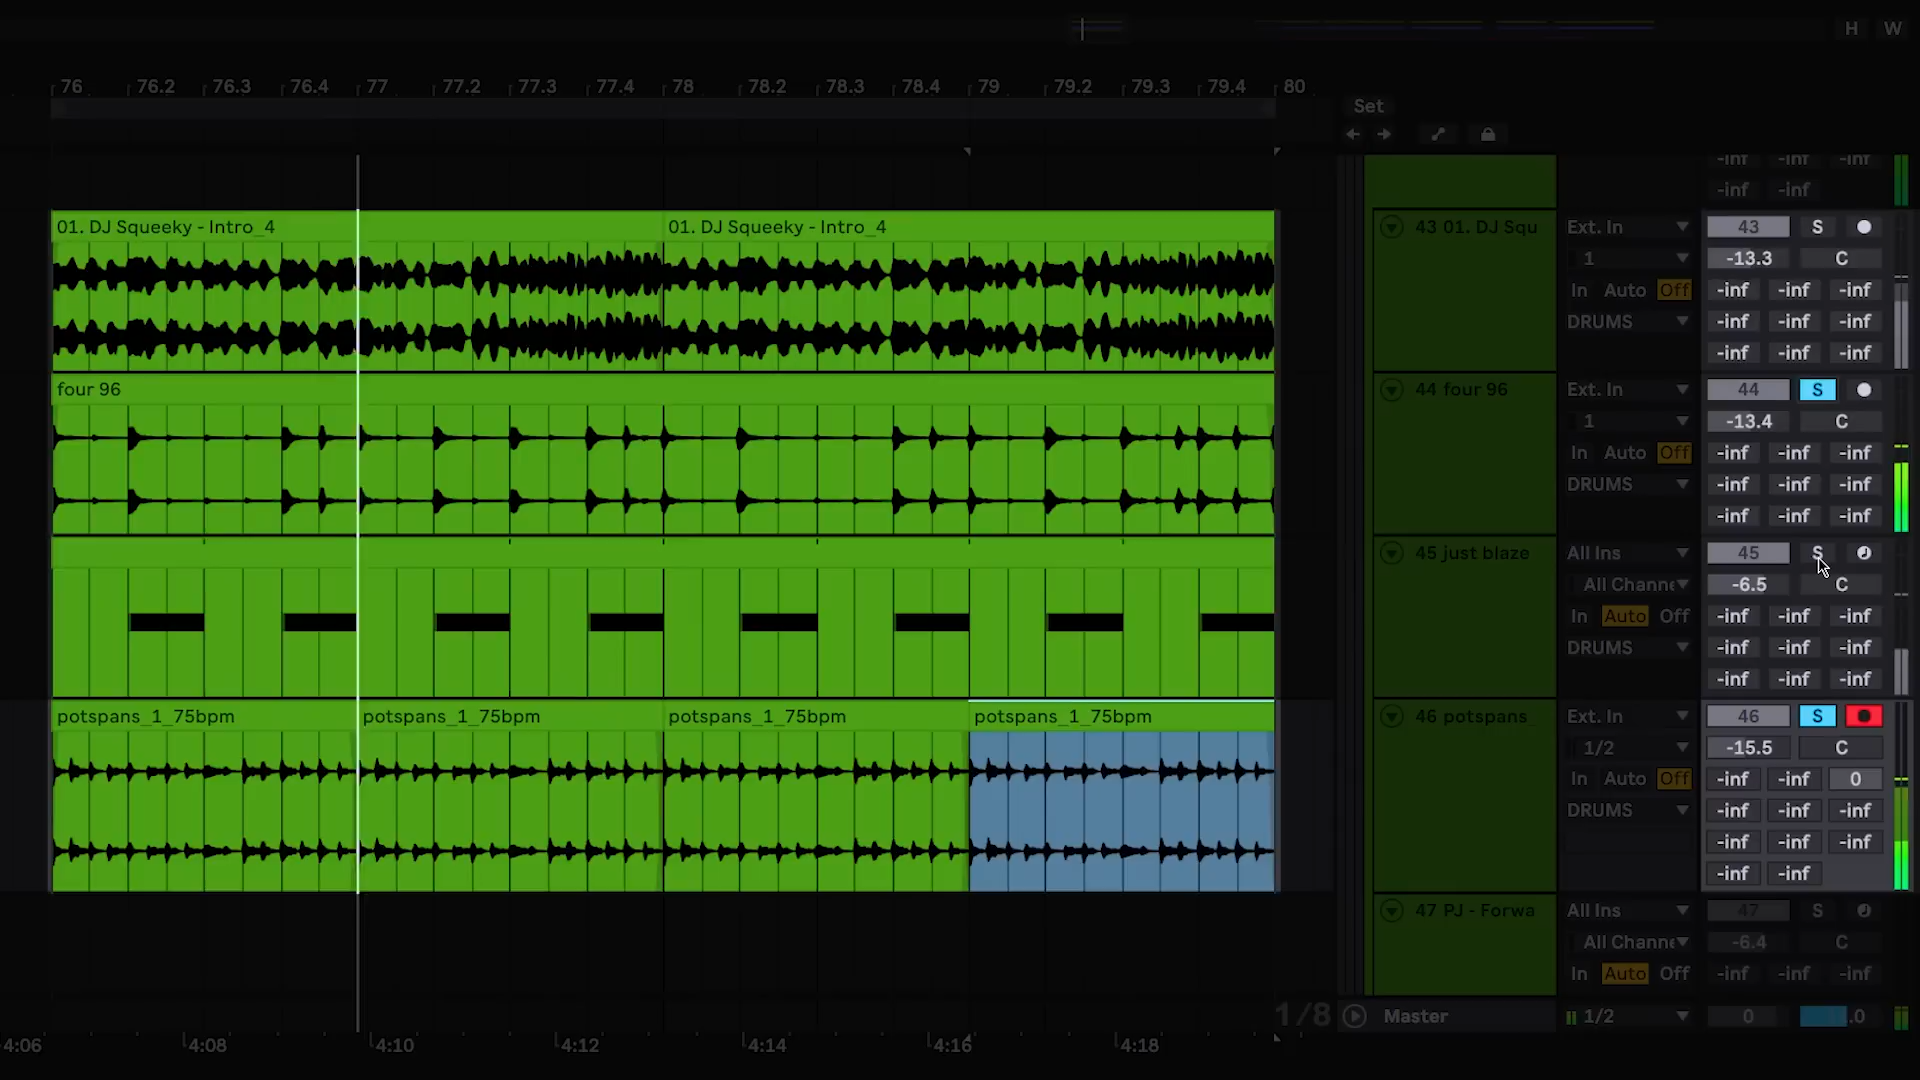 H W
76 76.2 76.3 76.4 77 77.2 77.3 77.4 78 78.2 78.3 78.4 79 79.2 79.3 79.4 80
Set
-inf -inf -inf
-inf -inf
01. DJ Squeeky - Intro_4 01. DJ Squeeky - Intro_4 43 01. DJ Squ Ext. In 43 S
1 -13.3 C
In Auto Off -inf -inf -inf
DRUMS -inf -inf -inf
-inf -inf -inf
four 96 44 four 96 Ext. In 44 S
1 -13.4 C
In Auto Off -inf -inf -inf
DRUMS -inf -inf -inf
-inf -inf -inf
45 just blaze All Ins 45 S
All Channe -6.5 C
In Auto Off -inf -inf -inf
DRUMS -inf -inf -inf
-inf -inf -inf
potspans_1_75bpm potspans_1_75bpm potspans_1_75bpm potspans_1_75bpm 46 potspans_ Ext. In 46 S
1/2 -15.5 C
In Auto Off -inf -inf 0
DRUMS -inf -inf -inf
-inf -inf -inf
-inf -inf
47 PJ - Forwa All Ins 47 S
All Channe -6.4 C
In Auto Off -inf -inf -inf
1/8 Master 1/2 0 .0
4:06 4:08 4:10 4:12 4:14 4:16 4:18